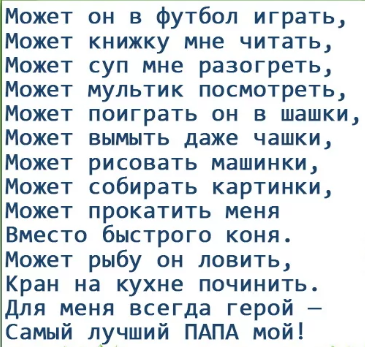 Может он в футбол играть,
Может книжку мне читать,
Может суп мне разогреть,
Может мультик посмотреть,
Может поиграть он в шашки,
Может вымыть даже чашки,
Может рисовать машинки,
Может собирать картинки,
Может прокатить меня
Вместо быстрого коня.
Может рыбу он ловить,
Кран на кухне починить.
Для меня всегда герой –
Самый лучший ПАПА мой!